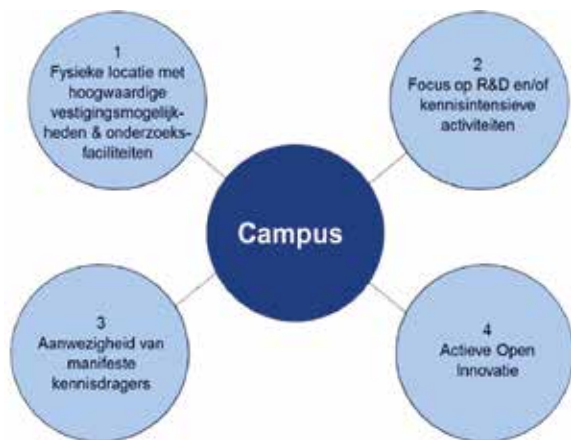 1
Fysieke locatie met
hoogwaardige
vestigingsmogelijk-
heden & onderzoeks-
faciliteiten
2
Focus op R&D en/of
kennisintensieve
activiteiten
Campus
3
Aanwezigheid van
manifeste
kennisdragers
4
Actieve Open
Innovatie